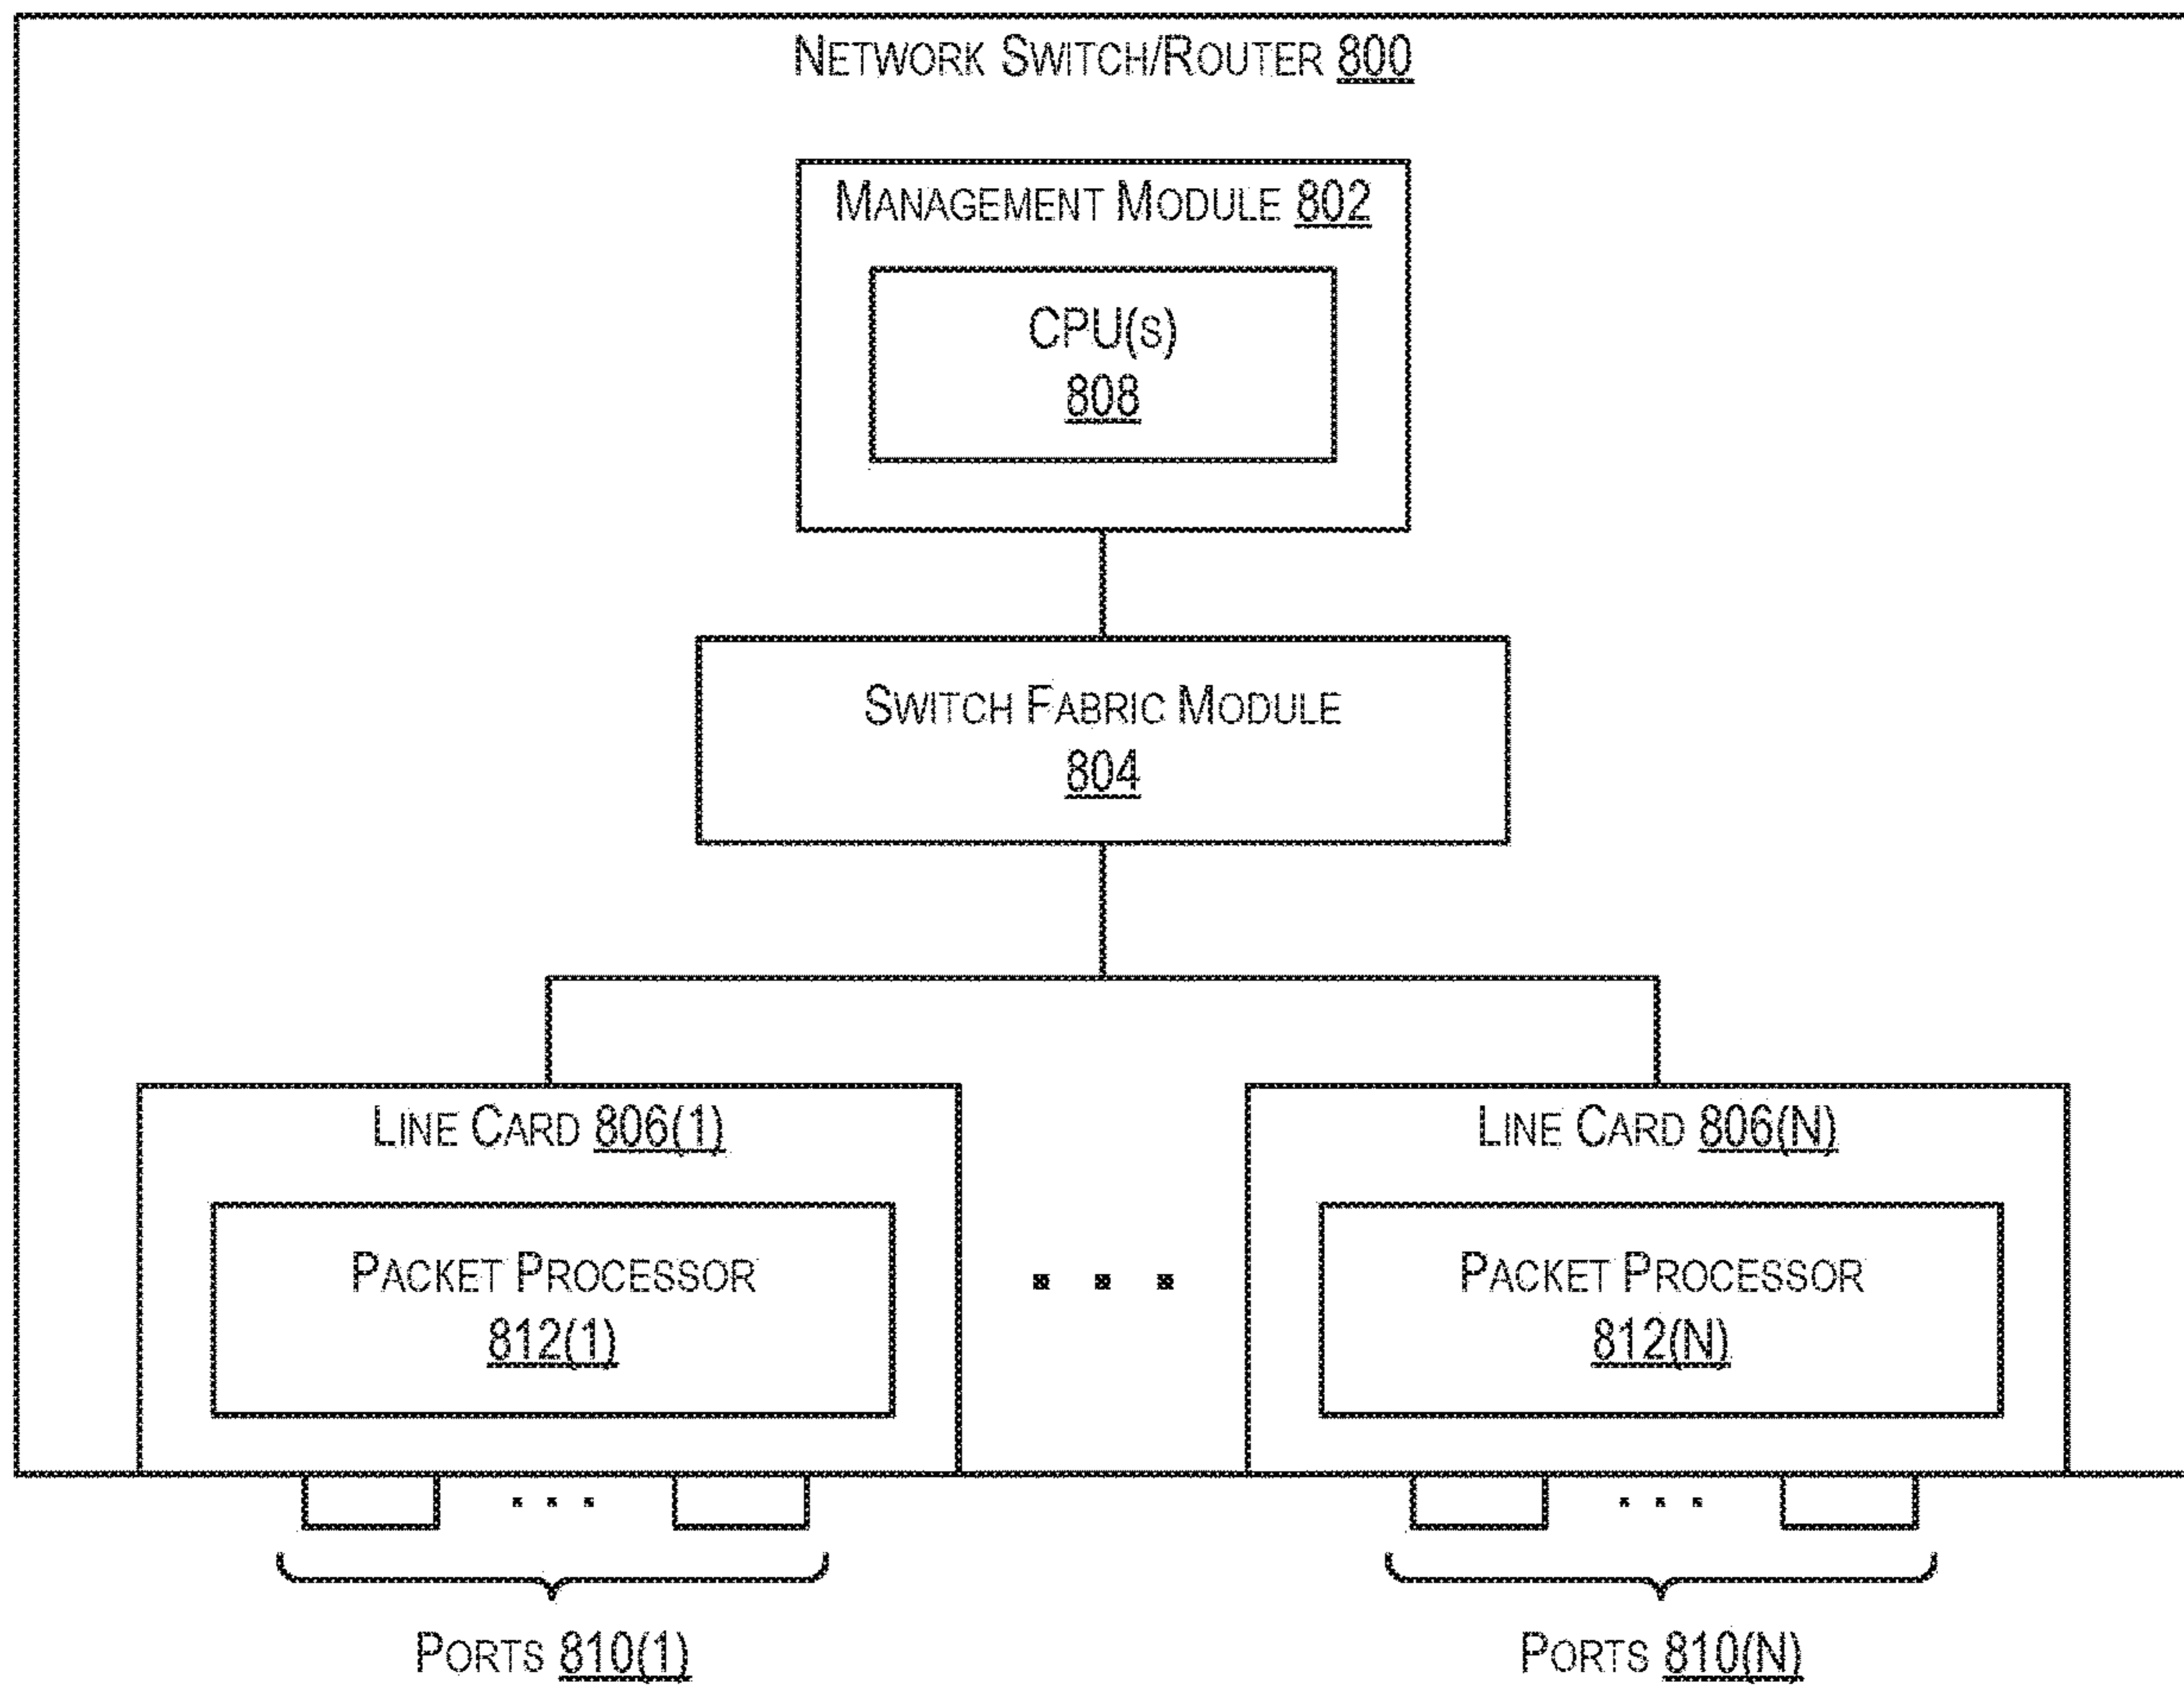 NETWORK SWITCH/ROUTER 800
MANAGEMENT MODULE 802
CPU(S)
808
SWITCH FABRIC MODULE
804
LINE CARD 806(1)
PACKET PROCESSOR
812(1)
. . .
LINE CARD 806(N)
PACKET PROCESSOR
812(N)
. . .
. . .
PORTS 810(1)
PORTS 810(N)